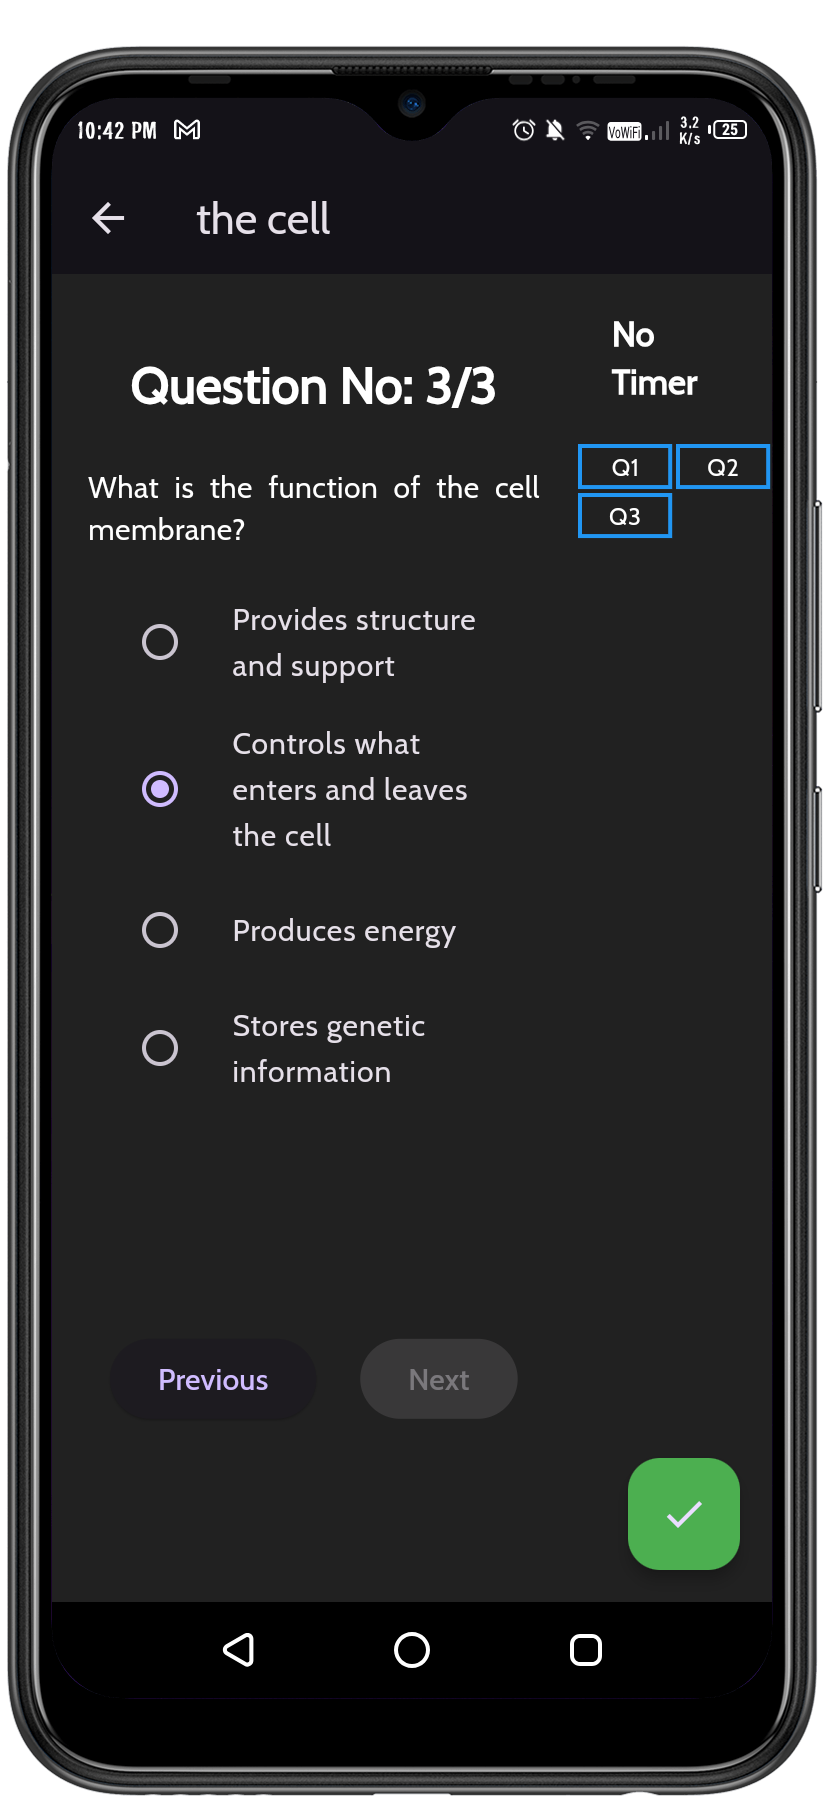 10:42 PM
VoWiFi
3.2
K/s
25
the cell
No
Timer
Question No: 3/3
Q1 Q2
Q3
What is the function of the cell
membrane?
Provides structure
and support
Controls what
enters and leaves
the cell
Produces energy
Stores genetic
information
Previous
Next